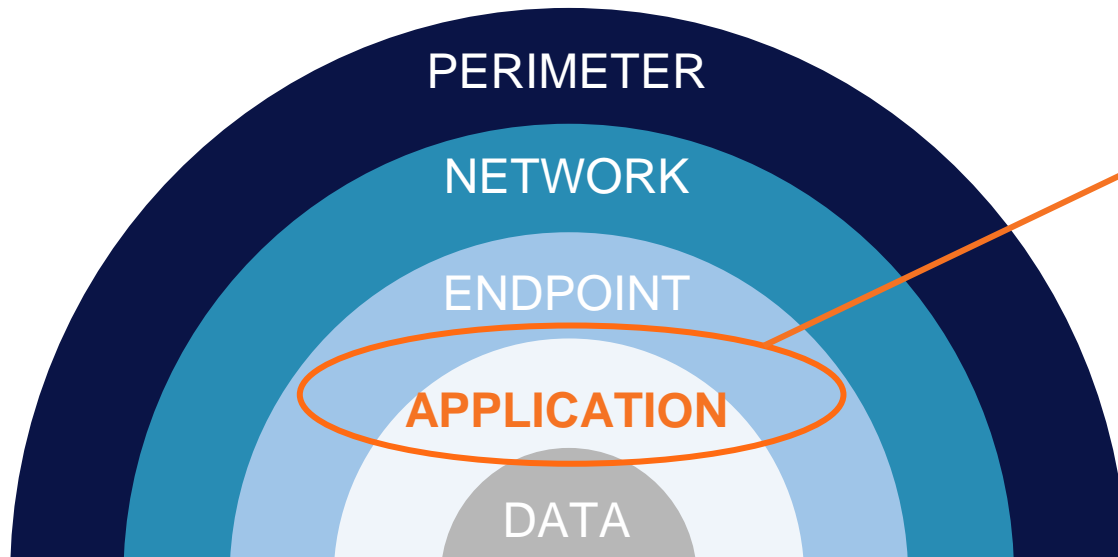 PERIMETER
NETWORK
ENDPOINT
APPLICATION
DATA